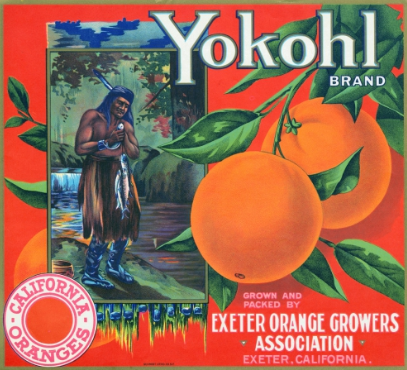 Yokohl
BRAND
GROWN AND
PACKED BY
EXETER ORANGE GROWERS
• ASSOCIATION •
EXETER, CALIFORNIA.
• CALIFORNIA •
ORANGES